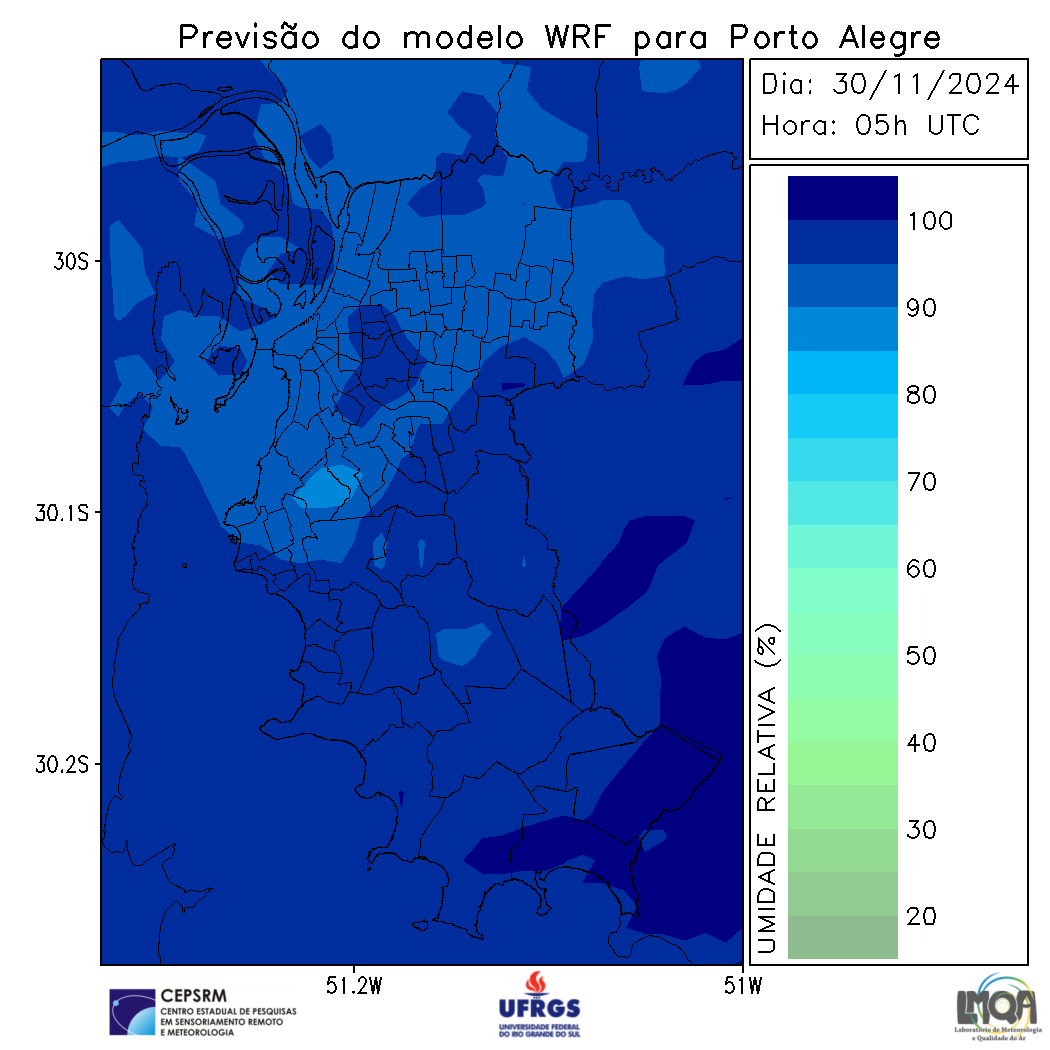 Previsão do modelo WRF para Porto Alegre
Dia: 30/11/2024
Hora: 05h UTC
100
90
80
70
60
50
40
30
20
UMIDADE RELATIVA (%)
30S
30.1S
30.2S
51.2W
51W
CEPSRM
CENTRO ESTADUAL DE PESQUISAS
EM SENSORIAMENTO REMOTO
E METEOROLOGIA
UFRGS
UNIVERSIDADE FEDERAL
DO RIO GRANDE DO SUL
LMQA
Laboratório de Meteorologia
e Qualidade do Ar